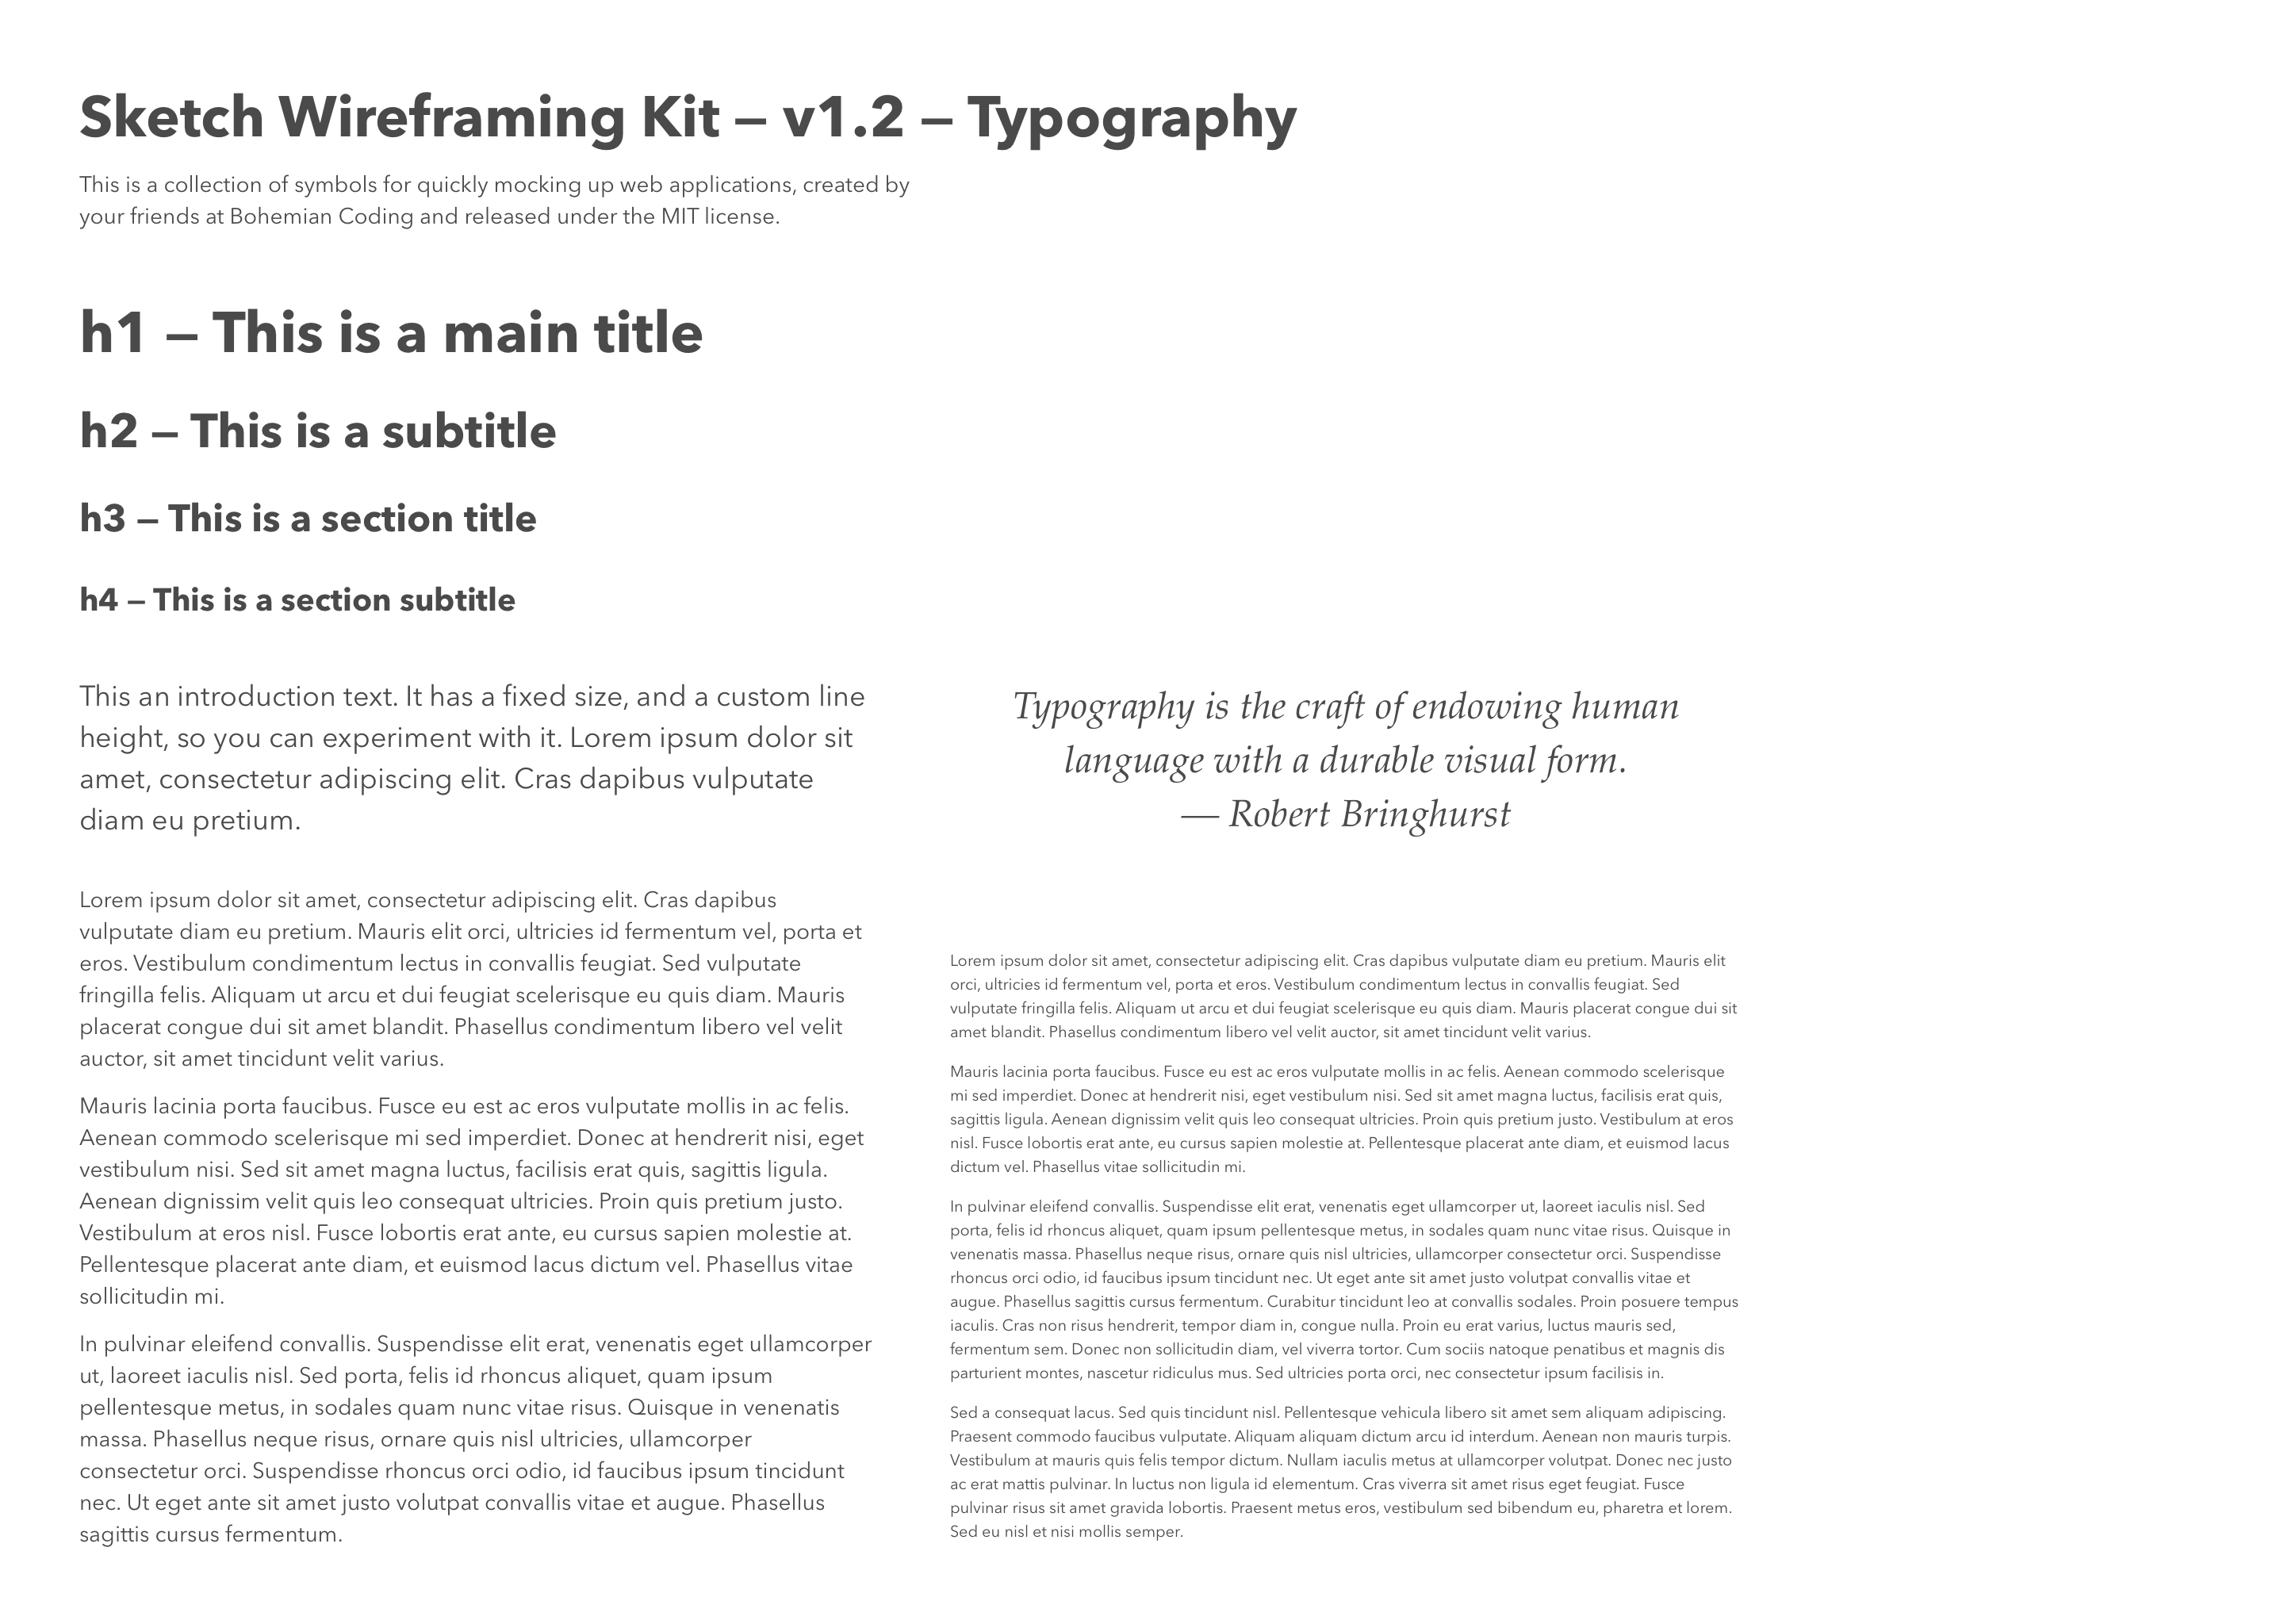 Sketch Wireframing Kit — v1.2 — Typography
This is a collection of symbols for quickly mocking up web applications, created by
your friends at Bohemian Coding and released under the MIT license.
h1 — This is a main title
h2 — This is a subtitle
h3 — This is a section title
h4 — This is a section subtitle
This an introduction text. It has a fixed size, and a custom line
height, so you can experiment with it. Lorem ipsum dolor sit
amet, consectetur adipiscing elit. Cras dapibus vulputate
diam eu pretium.
Lorem ipsum dolor sit amet, consectetur adipiscing elit. Cras dapibus
vulputate diam eu pretium. Mauris elit orci, ultricies id fermentum vel, porta et
eros. Vestibulum condimentum lectus in convallis feugiat. Sed vulputate
fringilla felis. Aliquam ut arcu et dui feugiat scelerisque eu quis diam. Mauris
placerat congue dui sit amet blandit. Phasellus condimentum libero vel velit
auctor, sit amet tincidunt velit varius.
Mauris lacinia porta faucibus. Fusce eu est ac eros vulputate mollis in ac felis.
Aenean commodo scelerisque mi sed imperdiet. Donec at hendrerit nisi, eget
vestibulum nisi. Sed sit amet magna luctus, facilisis erat quis, sagittis ligula.
Aenean dignissim velit quis leo consequat ultricies. Proin quis pretium justo.
Vestibulum at eros nisl. Fusce lobortis erat ante, eu cursus sapien molestie at.
Pellentesque placerat ante diam, et euismod lacus dictum vel. Phasellus vitae
sollicitudin mi.
In pulvinar eleifend convallis. Suspendisse elit erat, venenatis eget ullamcorper
ut, laoreet iaculis nisl. Sed porta, felis id rhoncus aliquet, quam ipsum
pellentesque metus, in sodales quam nunc vitae risus. Quisque in venenatis
massa. Phasellus neque risus, ornare quis nisl ultricies, ullamcorper
consectetur orci. Suspendisse rhoncus orci odio, id faucibus ipsum tincidunt
nec. Ut eget ante sit amet justo volutpat convallis vitae et augue. Phasellus
sagittis cursus fermentum.
Typography is the craft of endowing human
language with a durable visual form.
— Robert Bringhurst
Lorem ipsum dolor sit amet, consectetur adipiscing elit. Cras dapibus vulputate diam eu pretium. Mauris elit
orci, ultricies id fermentum vel, porta et eros. Vestibulum condimentum lectus in convallis feugiat. Sed
vulputate fringilla felis. Aliquam ut arcu et dui feugiat scelerisque eu quis diam. Mauris placerat congue dui sit
amet blandit. Phasellus condimentum libero vel velit auctor, sit amet tincidunt velit varius.
Mauris lacinia porta faucibus. Fusce eu est ac eros vulputate mollis in ac felis. Aenean commodo scelerisque
mi sed imperdiet. Donec at hendrerit nisi, eget vestibulum nisi. Sed sit amet magna luctus, facilisis erat quis,
sagittis ligula. Aenean dignissim velit quis leo consequat ultricies. Proin quis pretium justo. Vestibulum at eros
nisl. Fusce lobortis erat ante, eu cursus sapien molestie at. Pellentesque placerat ante diam, et euismod lacus
dictum vel. Phasellus vitae sollicitudin mi.
In pulvinar eleifend convallis. Suspendisse elit erat, venenatis eget ullamcorper ut, laoreet iaculis nisl. Sed
porta, felis id rhoncus aliquet, quam ipsum pellentesque metus, in sodales quam nunc vitae risus. Quisque in
venenatis massa. Phasellus neque risus, ornare quis nisl ultricies, ullamcorper consectetur orci. Suspendisse
rhoncus orci odio, id faucibus ipsum tincidunt nec. Ut eget ante sit amet justo volutpat convallis vitae et
augue. Phasellus sagittis cursus fermentum. Curabitur tincidunt leo at convallis sodales. Proin posuere tempus
iaculis. Cras non risus hendrerit, tempor diam in, congue nulla. Proin eu erat varius, luctus mauris sed,
fermentum sem. Donec non sollicitudin diam, vel viverra tortor. Cum sociis natoque penatibus et magnis dis
parturient montes, nascetur ridiculus mus. Sed ultricies porta orci, nec consectetur ipsum facilisis in.
Sed a consequat lacus. Sed quis tincidunt nisl. Pellentesque vehicula libero sit amet sem aliquam adipiscing.
Praesent commodo faucibus vulputate. Aliquam aliquam dictum arcu id interdum. Aenean non mauris turpis.
Vestibulum at mauris quis felis tempor dictum. Nullam iaculis metus at ullamcorper volutpat. Donec nec justo
ac erat mattis pulvinar. In luctus non ligula id elementum. Cras viverra sit amet risus eget feugiat. Fusce
pulvinar risus sit amet gravida lobortis. Praesent metus eros, vestibulum sed bibendum eu, pharetra et lorem.
Sed eu nisl et nisi mollis semper.